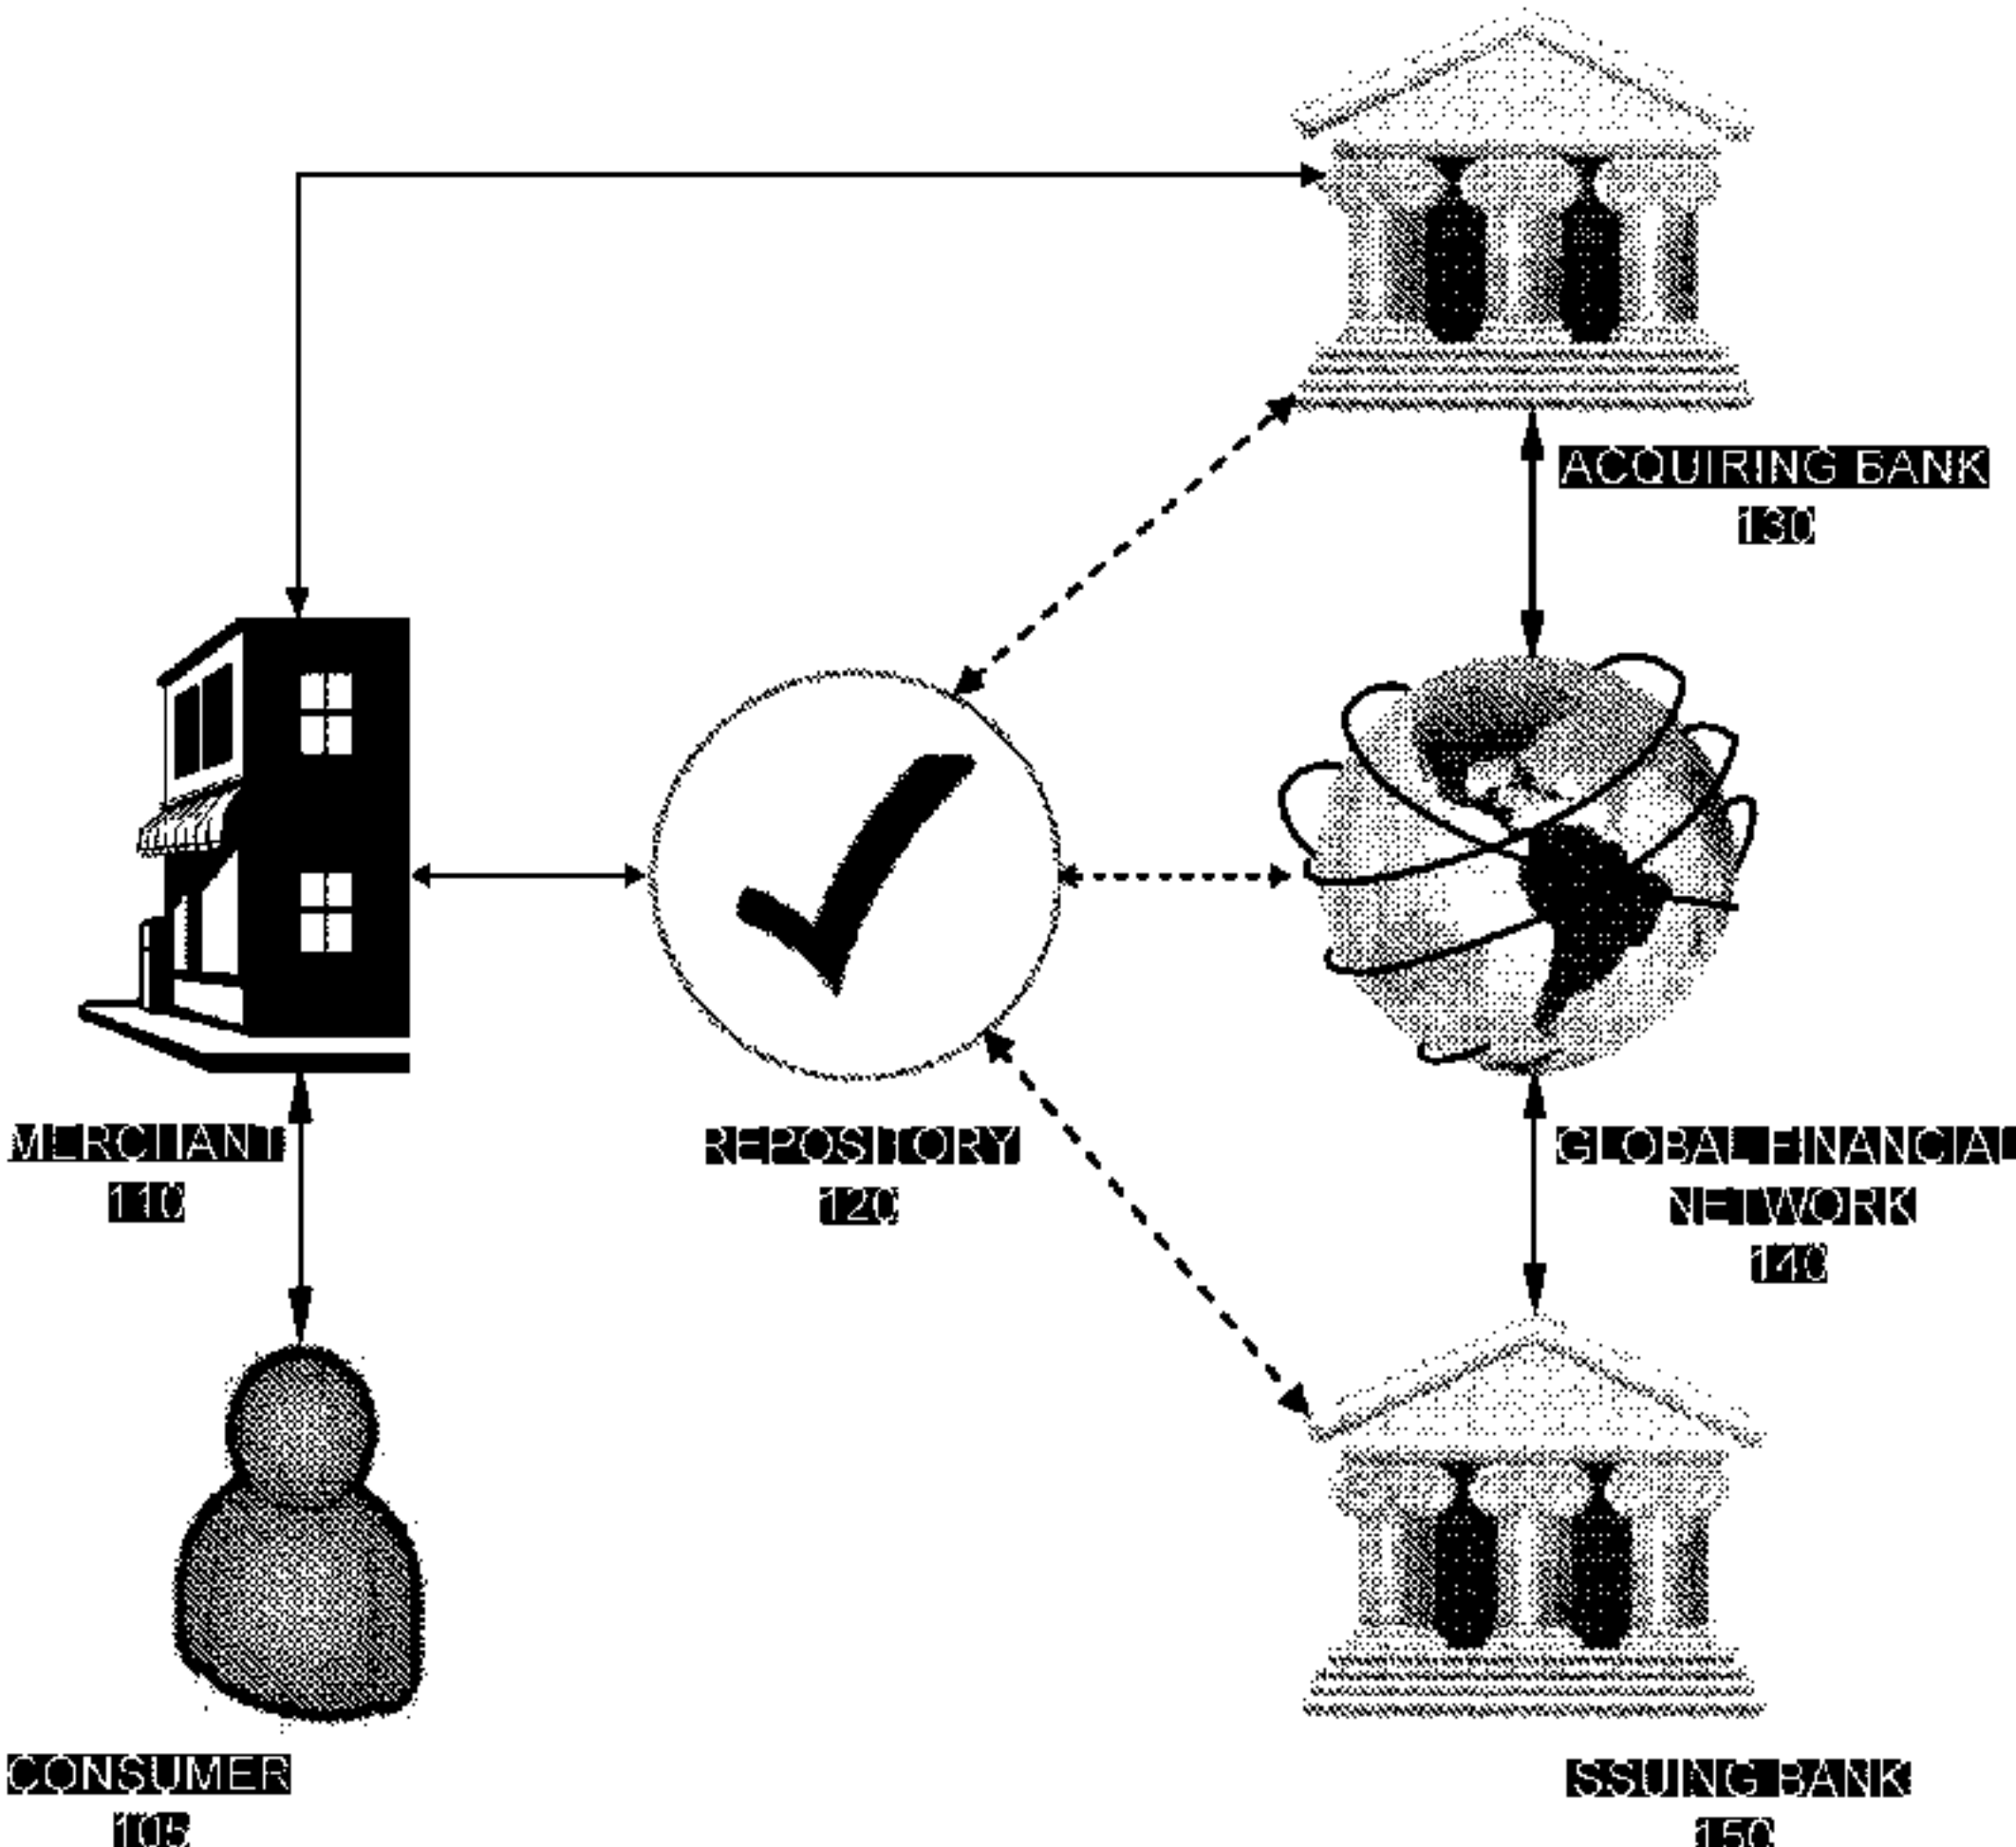 ACQUIRING BANK
130
MERCHANT
110
REPOSITORY
120
GLOBAL FINANCIAL
NETWORK
140
CONSUMER
105
ISSUING BANK
150